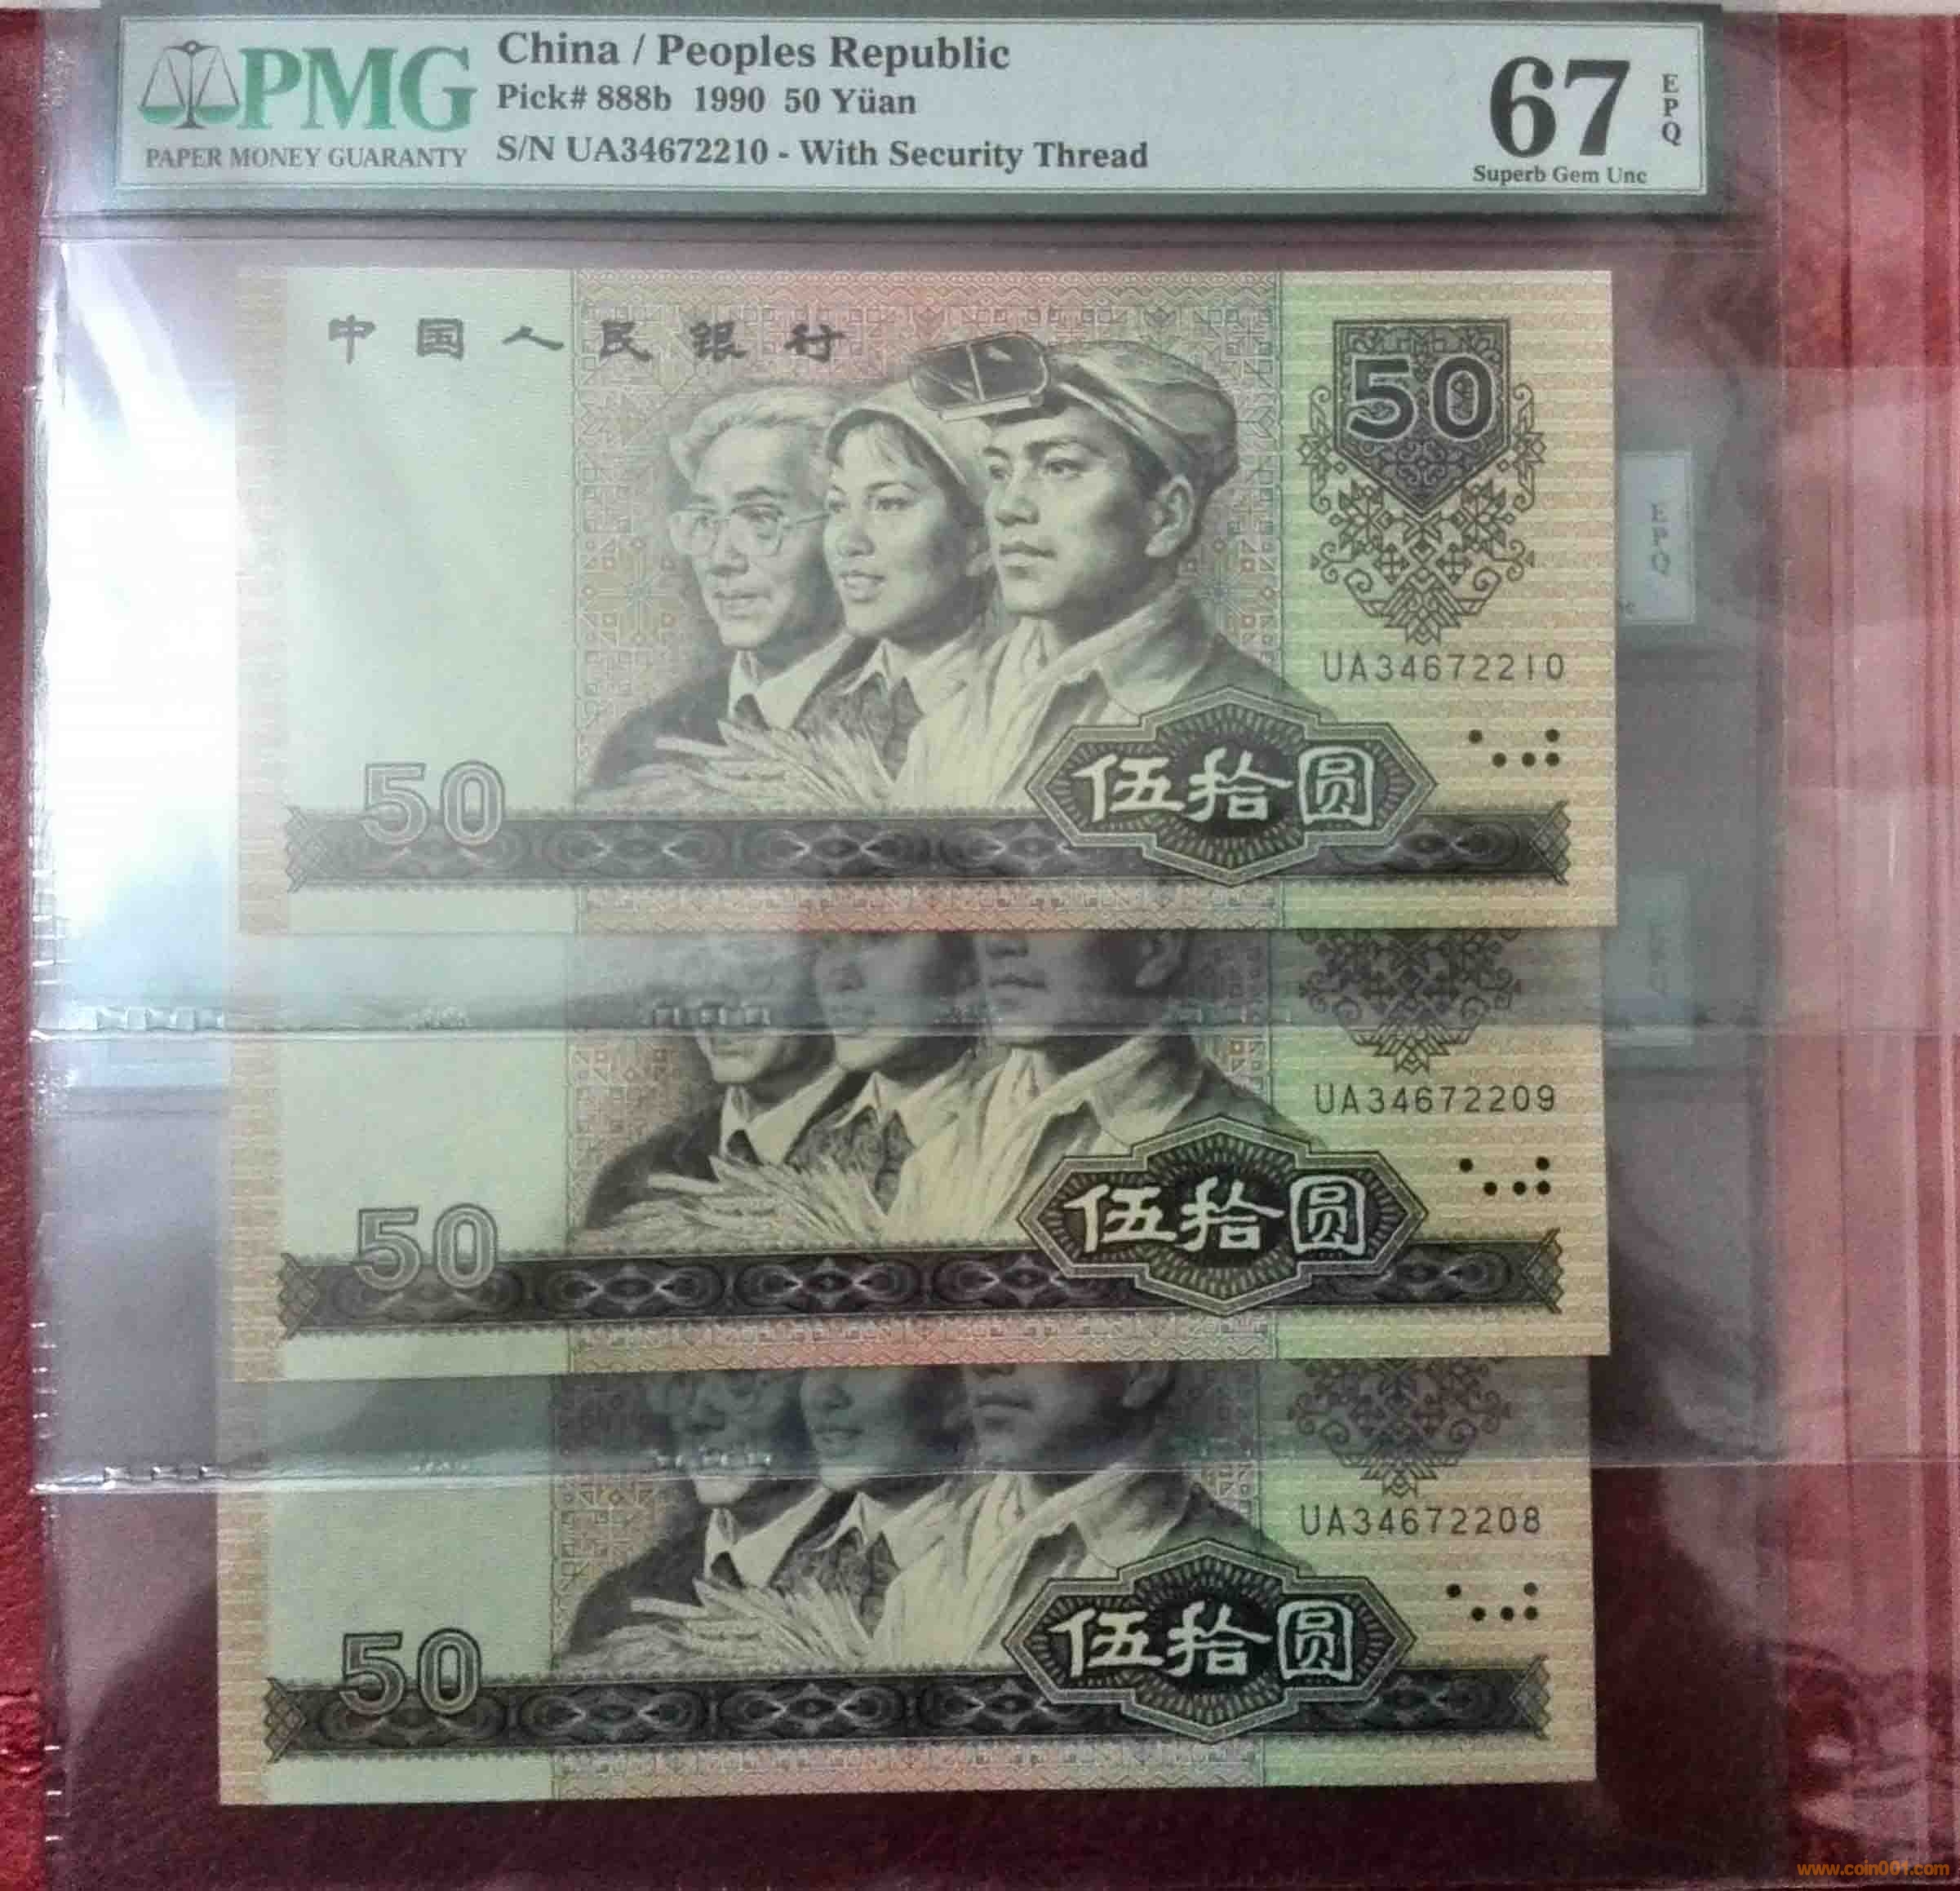 PMG
PAPER MONEY GUARANTY
China / Peoples Republic
Pick# 888b 1990 50 Yüan
S/N UA34672210 - With Security Thread
67
EPQ
Superb Gem Unc
中国人民银行
50
EPQ
UA34672210
50
伍拾圆
UA34672209
50
伍拾圆
UA34672208
50
伍拾圆
www.coin001.com